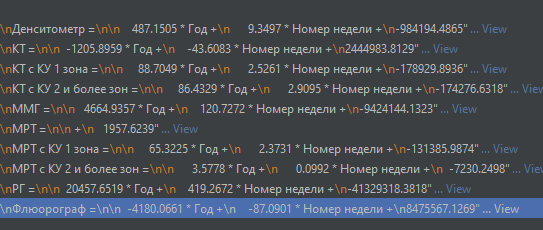 \nДенситометр =\n\n   487.1505 * Год +\n   9.3497 * Номер недели +\n-984194.4865"... View
\nКТ =\n\n  -1205.8959 * Год +\n  -43.6083 * Номер недели +\n2444983.8129"... View
\nКТ с КУ 1 зона =\n\n   88.7049 * Год +\n   2.5261 * Номер недели +\n-178929.8936"... View
\nКТ с КУ 2 и более зон =\n\n   86.4329 * Год +\n   2.9095 * Номер недели +\n-174276.6318"... View
\nММГ =\n\n  4664.9357 * Год +\n  120.7272 * Номер недели +\n-9424144.1323"... View
\nМРТ =\n\n +  1957.6239"... View
\nМРТ с КУ 1 зона =\n\n   65.3225 * Год +\n   2.3731 * Номер недели +\n-131385.9874"... View
\nМРТ с КУ 2 и более зон =\n\n   3.5778 * Год +\n   0.0992 * Номер недели +\n -7230.2498"... View
\nРГ =\n\n  20457.6519 * Год +\n  419.2672 * Номер недели +\n-41329318.3818"... View
\nФлюорограф =\n\n  -4180.0661 * Год +\n  -87.0901 * Номер недели +\n8475567.1269"... View